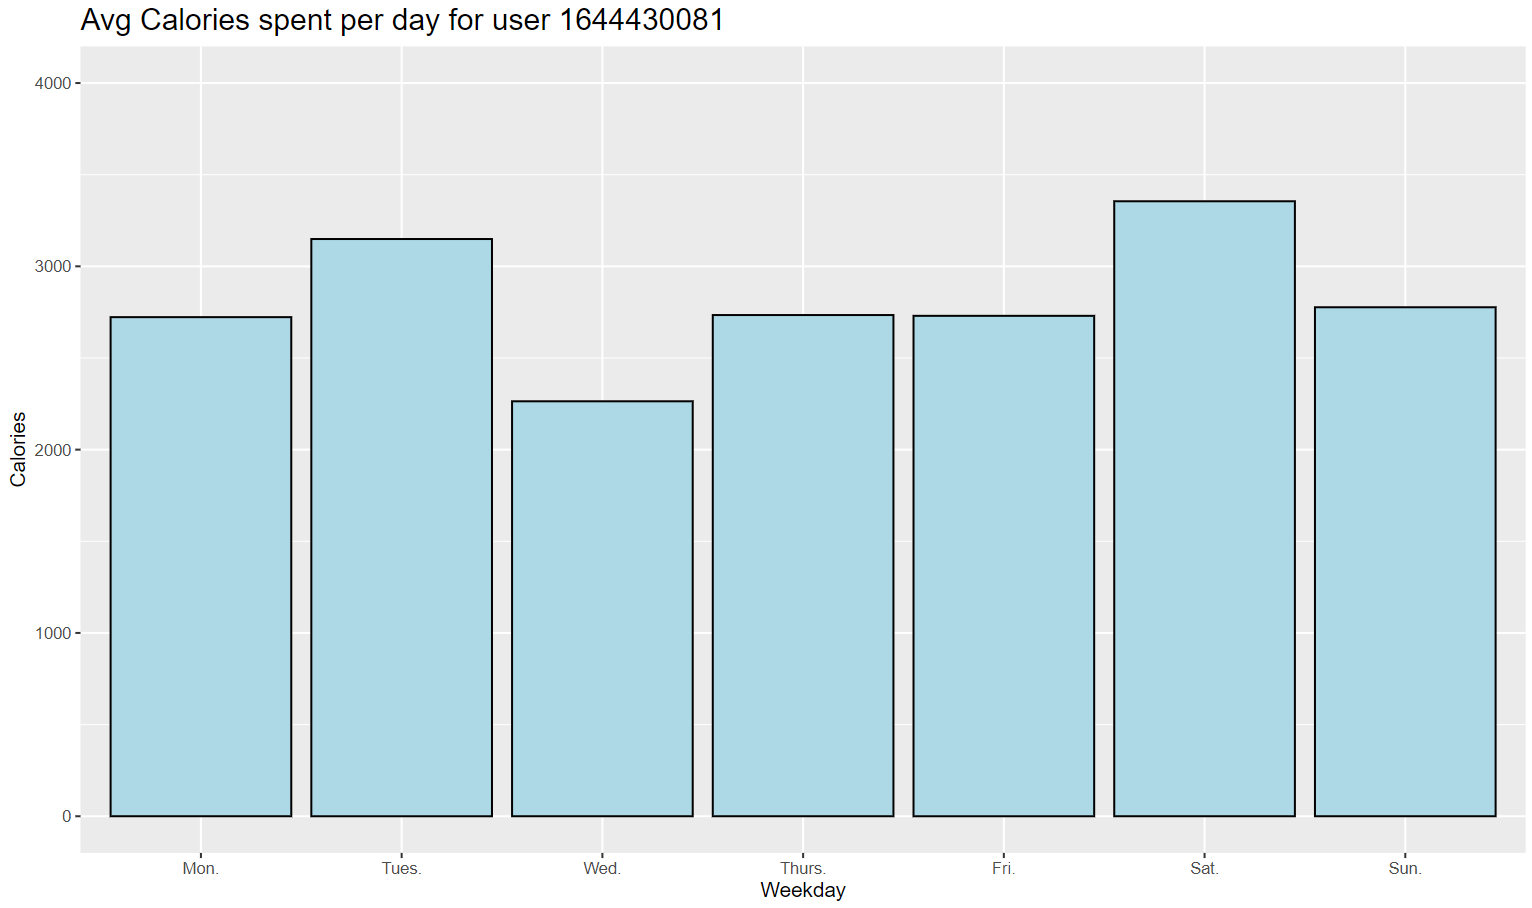 Avg Calories spent per day for user 1644430081
4000
3000
2000
1000
0
Calories
Mon. Tues. Wed. Thurs. Fri. Sat. Sun.
Weekday